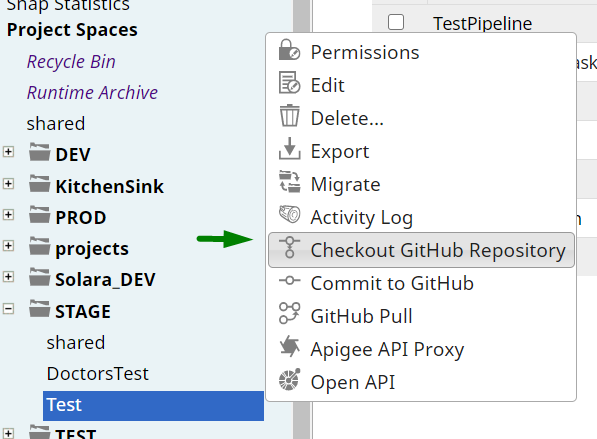 Snap Statistics
Project Spaces
Recycle Bin
Runtime Archive
shared
DEV
KitchenSink
PROD
projects
Solara_DEV
STAGE
shared
DoctorsTest
Test
TEST
TestPipeline
Permissions
Edit
Delete...
Export
Migrate
Activity Log
Checkout GitHub Repository
Commit to GitHub
GitHub Pull
Apigee API Proxy
Open API